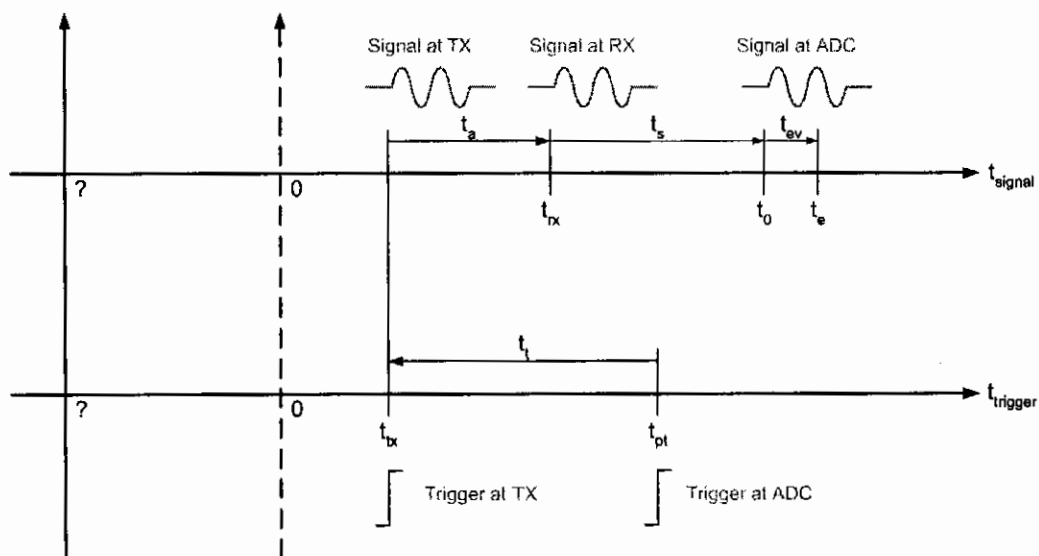 Signal at TX
Signal at RX
Signal at ADC
t_a
t_s
t_ev
?
0
t_rx
t_0
t_e
t_signal
t_t
?
0
t_tx
t_pt
t_trigger
Trigger at TX
Trigger at ADC